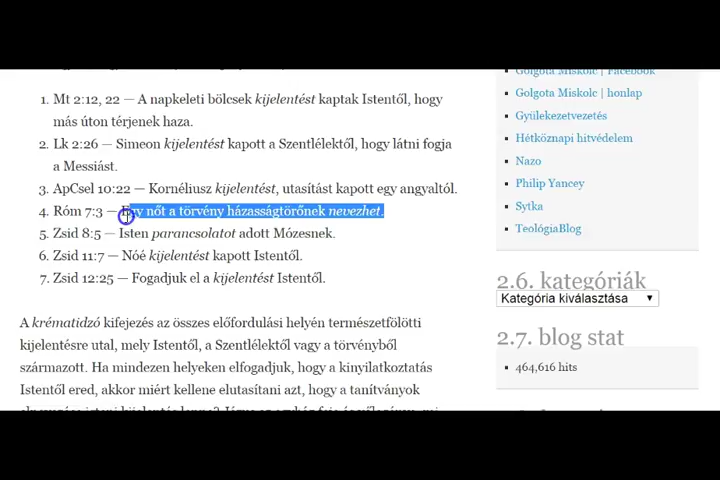 1. Mt 2:12, 22 — A napkeleti bölcsek kijelentést kaptak Istentől, hogy
más úton térjenek haza.
2. Lk 2:26 — Simeon kijelentést kapott a Szentlélektől, hogy látni fogja
a Messiást.
3. ApCsel 10:22 — Kornéliusz kijelentést, utasítást kapott egy angyaltól.
4. Róm 7:3 — Egy nőt a törvény házasságtörőnek nevezhet.
5. Zsid 8:5 — Isten parancsolatot adott Mózesnek.
6. Zsid 11:7 — Nóé kijelentést kapott Istentől.
7. Zsid 12:25 — Fogadjuk el a kijelentést Istentől.
A krématidzó kifejezés az összes előfordulási helyén természetfölötti
kijelentésre utal, mely Istentől, a Szentlélektől vagy a törvényből
származott. Ha mindezen helyeken elfogadjuk, hogy a kinyilatkoztatás
Istentől ered, akkor miért kellene elutasítani azt, hogy a tanítványok
Golgota Miskolc | Facebook
Golgota Miskolc | honlap
Gyülekezetvezetés
Hétköznapi hitvédelem
Nazo
Philip Yancey
Sytka
TeológiaBlog
2.6. kategóriák
Kategória kiválasztása
2.7. blog stat
464,616 hits